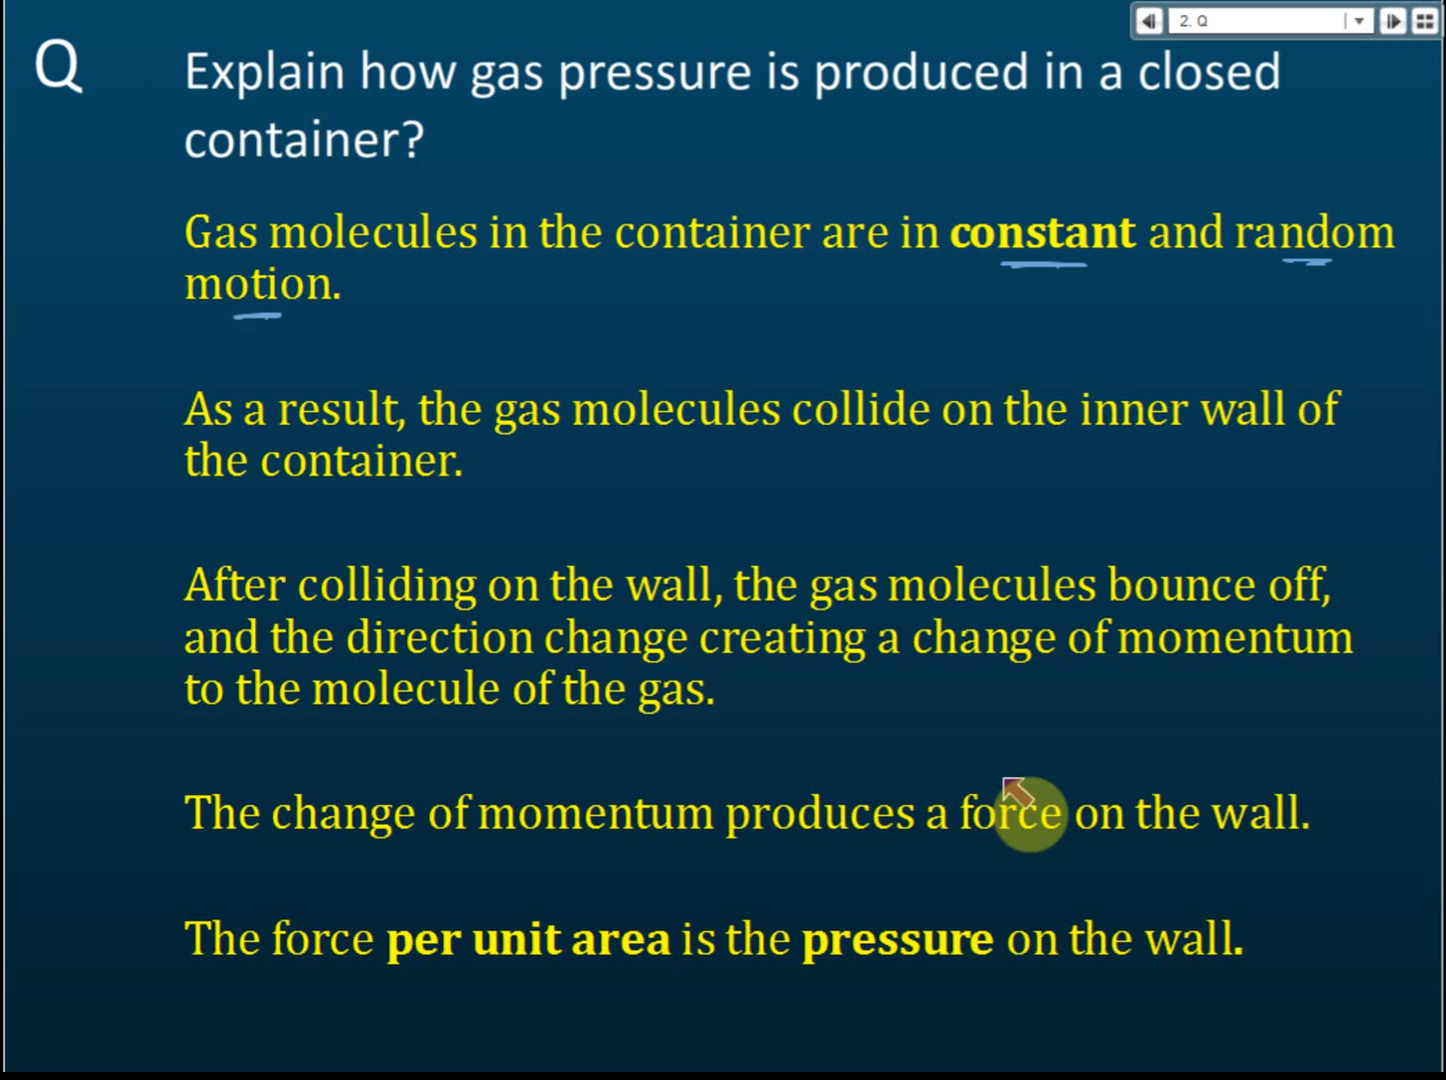 2. Q
Q
Explain how gas pressure is produced in a closed
container?
Gas molecules in the container are in constant and random
motion.
As a result, the gas molecules collide on the inner wall of
the container.
After colliding on the wall, the gas molecules bounce off,
and the direction change creating a change of momentum
to the molecule of the gas.
The change of momentum produces a force on the wall.
The force per unit area is the pressure on the wall.